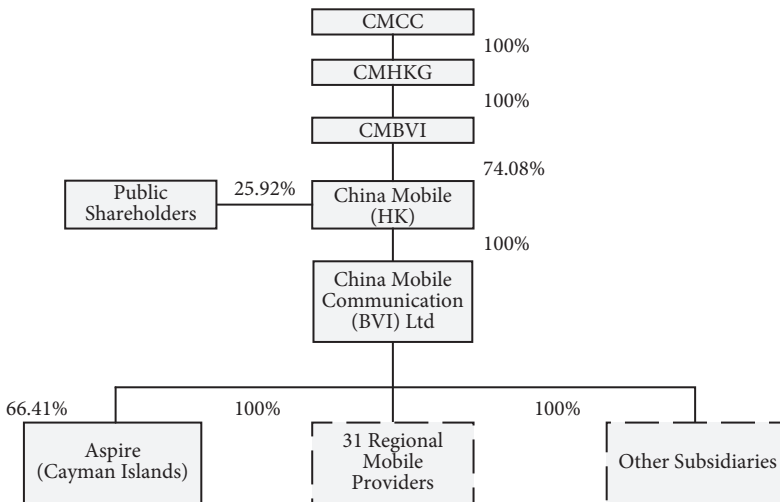 CMCC
100%
CMHKG
100%
CMBVI
74.08%
Public
Shareholders
25.92%
China Mobile
(HK)
100%
China Mobile
Communication
(BVI) Ltd
66.41%
100%
100%
Aspire
(Cayman Islands)
31 Regional
Mobile
Providers
Other Subsidiaries